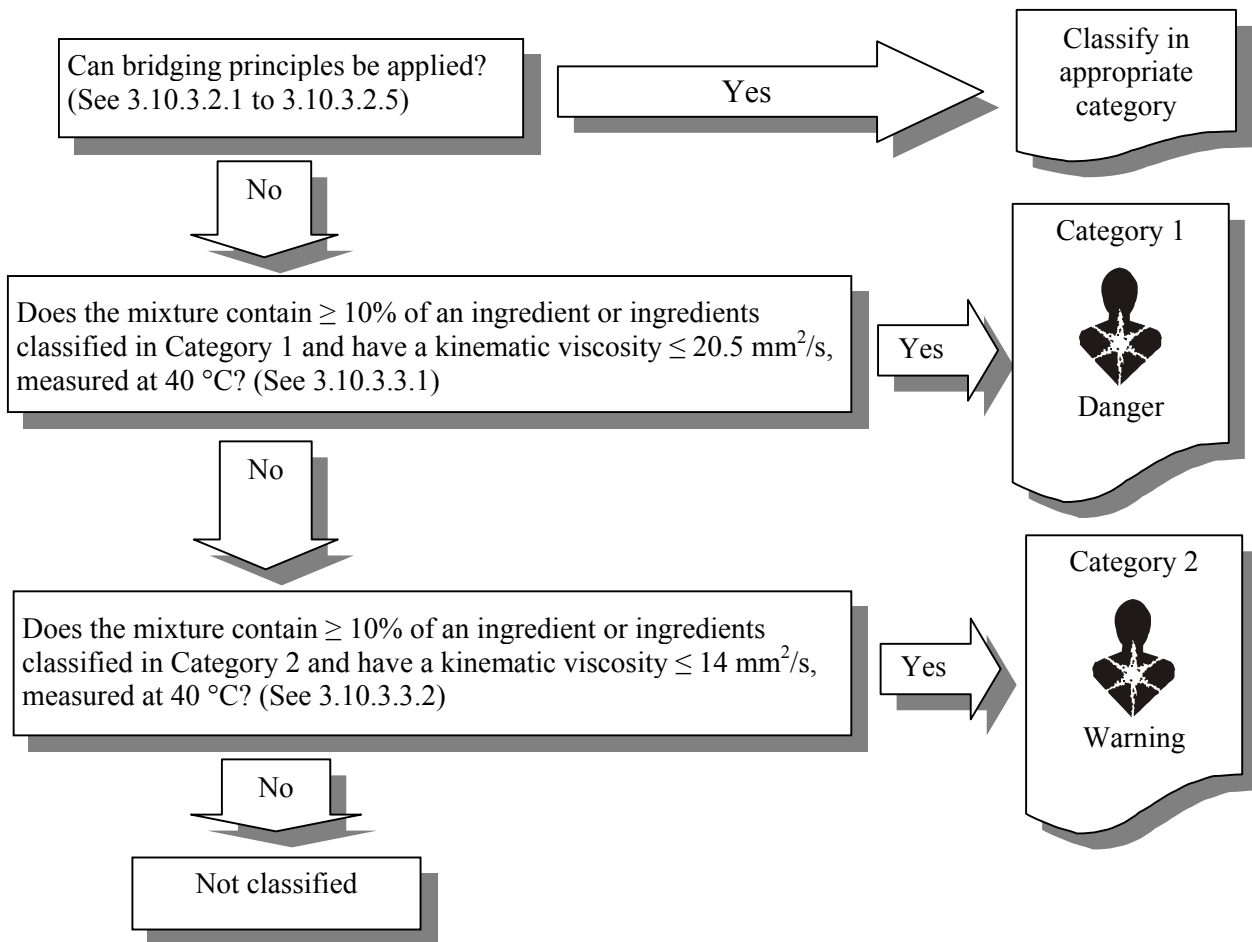 Can bridging principles be applied?
(See 3.10.3.2.1 to 3.10.3.2.5)
Yes
Classify in
appropriate
category
No
Does the mixture contain ≥ 10% of an ingredient or ingredients
classified in Category 1 and have a kinematic viscosity ≤ 20.5 mm²/s,
measured at 40 °C? (See 3.10.3.3.1)
Yes
Category 1
Danger
No
Does the mixture contain ≥ 10% of an ingredient or ingredients
classified in Category 2 and have a kinematic viscosity ≤ 14 mm²/s,
measured at 40 °C? (See 3.10.3.3.2)
Yes
Category 2
Warning
No
Not classified